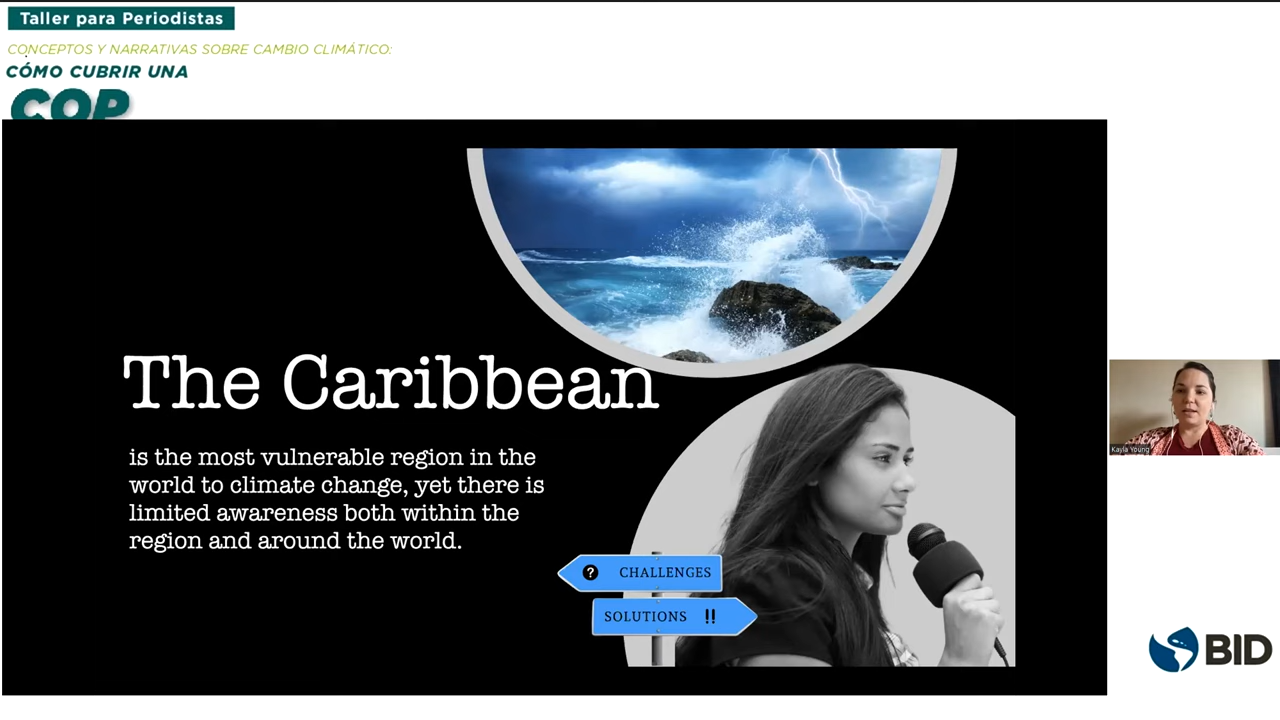 Taller para Periodistas
CONCEPTOS Y NARRATIVAS SOBRE CAMBIO CLIMÁTICO:
CÓMO CUBRIR UNA
COP
The Caribbean
is the most vulnerable region in the
world to climate change, yet there is
limited awareness both within the
region and around the world.
? CHALLENGES
SOLUTIONS !!
Kayla Young
BID